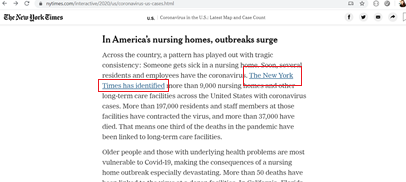 nytimes.com/interactive/2020/us/coronavirus-us-cases.html
The New York Times
U.S. | Coronavirus in the U.S.: Latest Map and Case Count
In America's nursing homes, outbreaks surge
Across the country, a pattern has played out with tragic
consistency: Someone gets sick in a nursing home. Soon, several
residents and employees have the coronavirus. The New York
Times has identified more than 9,000 nursing homes and other
long-term care facilities across the United States with coronavirus
cases. More than 197,000 residents and staff members at those
facilities have contracted the virus, and more than 37,000 have
died. That means one third of the deaths in the pandemic have
been linked to long-term care facilities.
Older people and those with underlying health problems are most
vulnerable to Covid-19, making the consequences of a nursing
home outbreak especially devastating. More than 50 deaths have